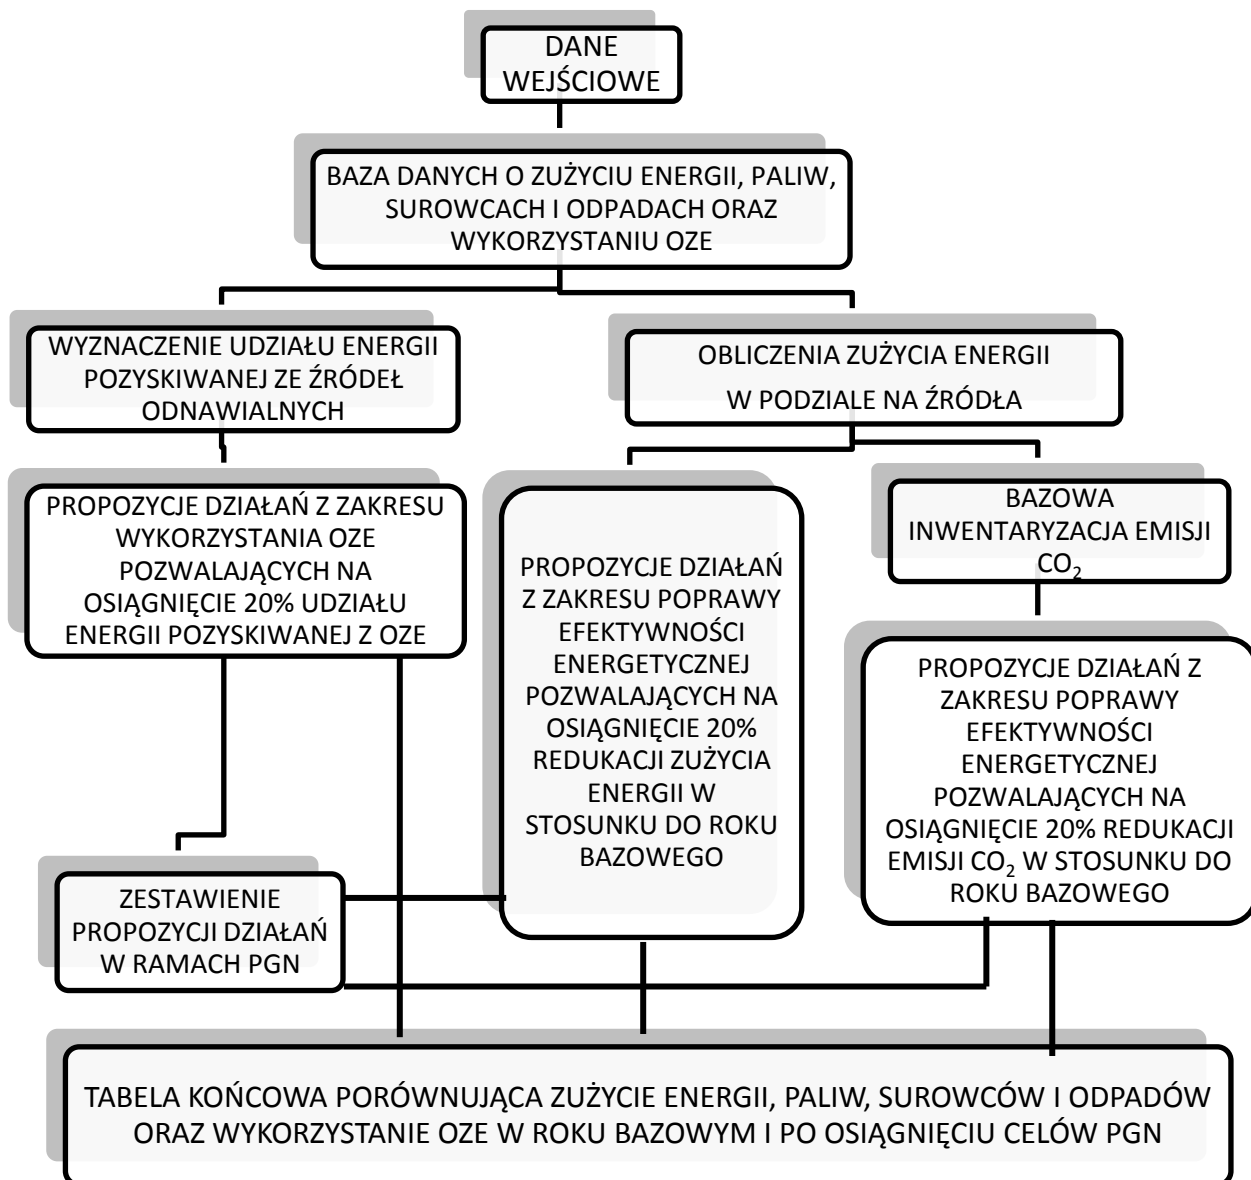 DANE
WEJŚCIOWE
BAZA DANYCH O ZUŻYCIU ENERGII, PALIW,
SUROWCACH I ODPADACH ORAZ
WYKORZYSTANIU OZE
WYZNACZENIE UDZIAŁU ENERGII
POZYSKIWANEJ ZE ŹRÓDEŁ
ODNAWIALNYCH
OBLICZENIA ZUŻYCIA ENERGII
W PODZIALE NA ŹRÓDŁA
PROPOZYCJE DZIAŁAŃ Z ZAKRESU
WYKORZYSTANIA OZE
POZWALAJĄCYCH NA
OSIĄGNIĘCIE 20% UDZIAŁU
ENERGII POZYSKIWANEJ Z OZE
PROPOZYCJE DZIAŁAŃ
Z ZAKRESU POPRAWY
EFEKTYWNOŚCI
ENERGETYCZNEJ
POZWALAJĄCYCH NA
OSIĄGNIĘCIE 20%
REDUKACJI ZUŻYCIA
ENERGII W
STOSUNKU DO ROKU
BAZOWEGO
BAZOWA
INWENTARYZACJA EMISJI
CO₂
PROPOZYCJE DZIAŁAŃ Z
ZAKRESU POPRAWY
EFEKTYWNOŚCI
ENERGETYCZNEJ
POZWALAJĄCYCH NA
OSIĄGNIĘCIE 20% REDUKACJI
EMISJI CO₂ W STOSUNKU DO
ROKU BAZOWEGO
ZESTAWIENIE
PROPOZYCJI DZIAŁAŃ
W RAMACH PGN
TABELA KOŃCOWA PORÓWNUJĄCA ZUŻYCIE ENERGII, PALIW, SUROWCÓW I ODPADÓW
ORAZ WYKORZYSTANIE OZE W ROKU BAZOWYM I PO OSIĄGNIĘCIU CELÓW PGN